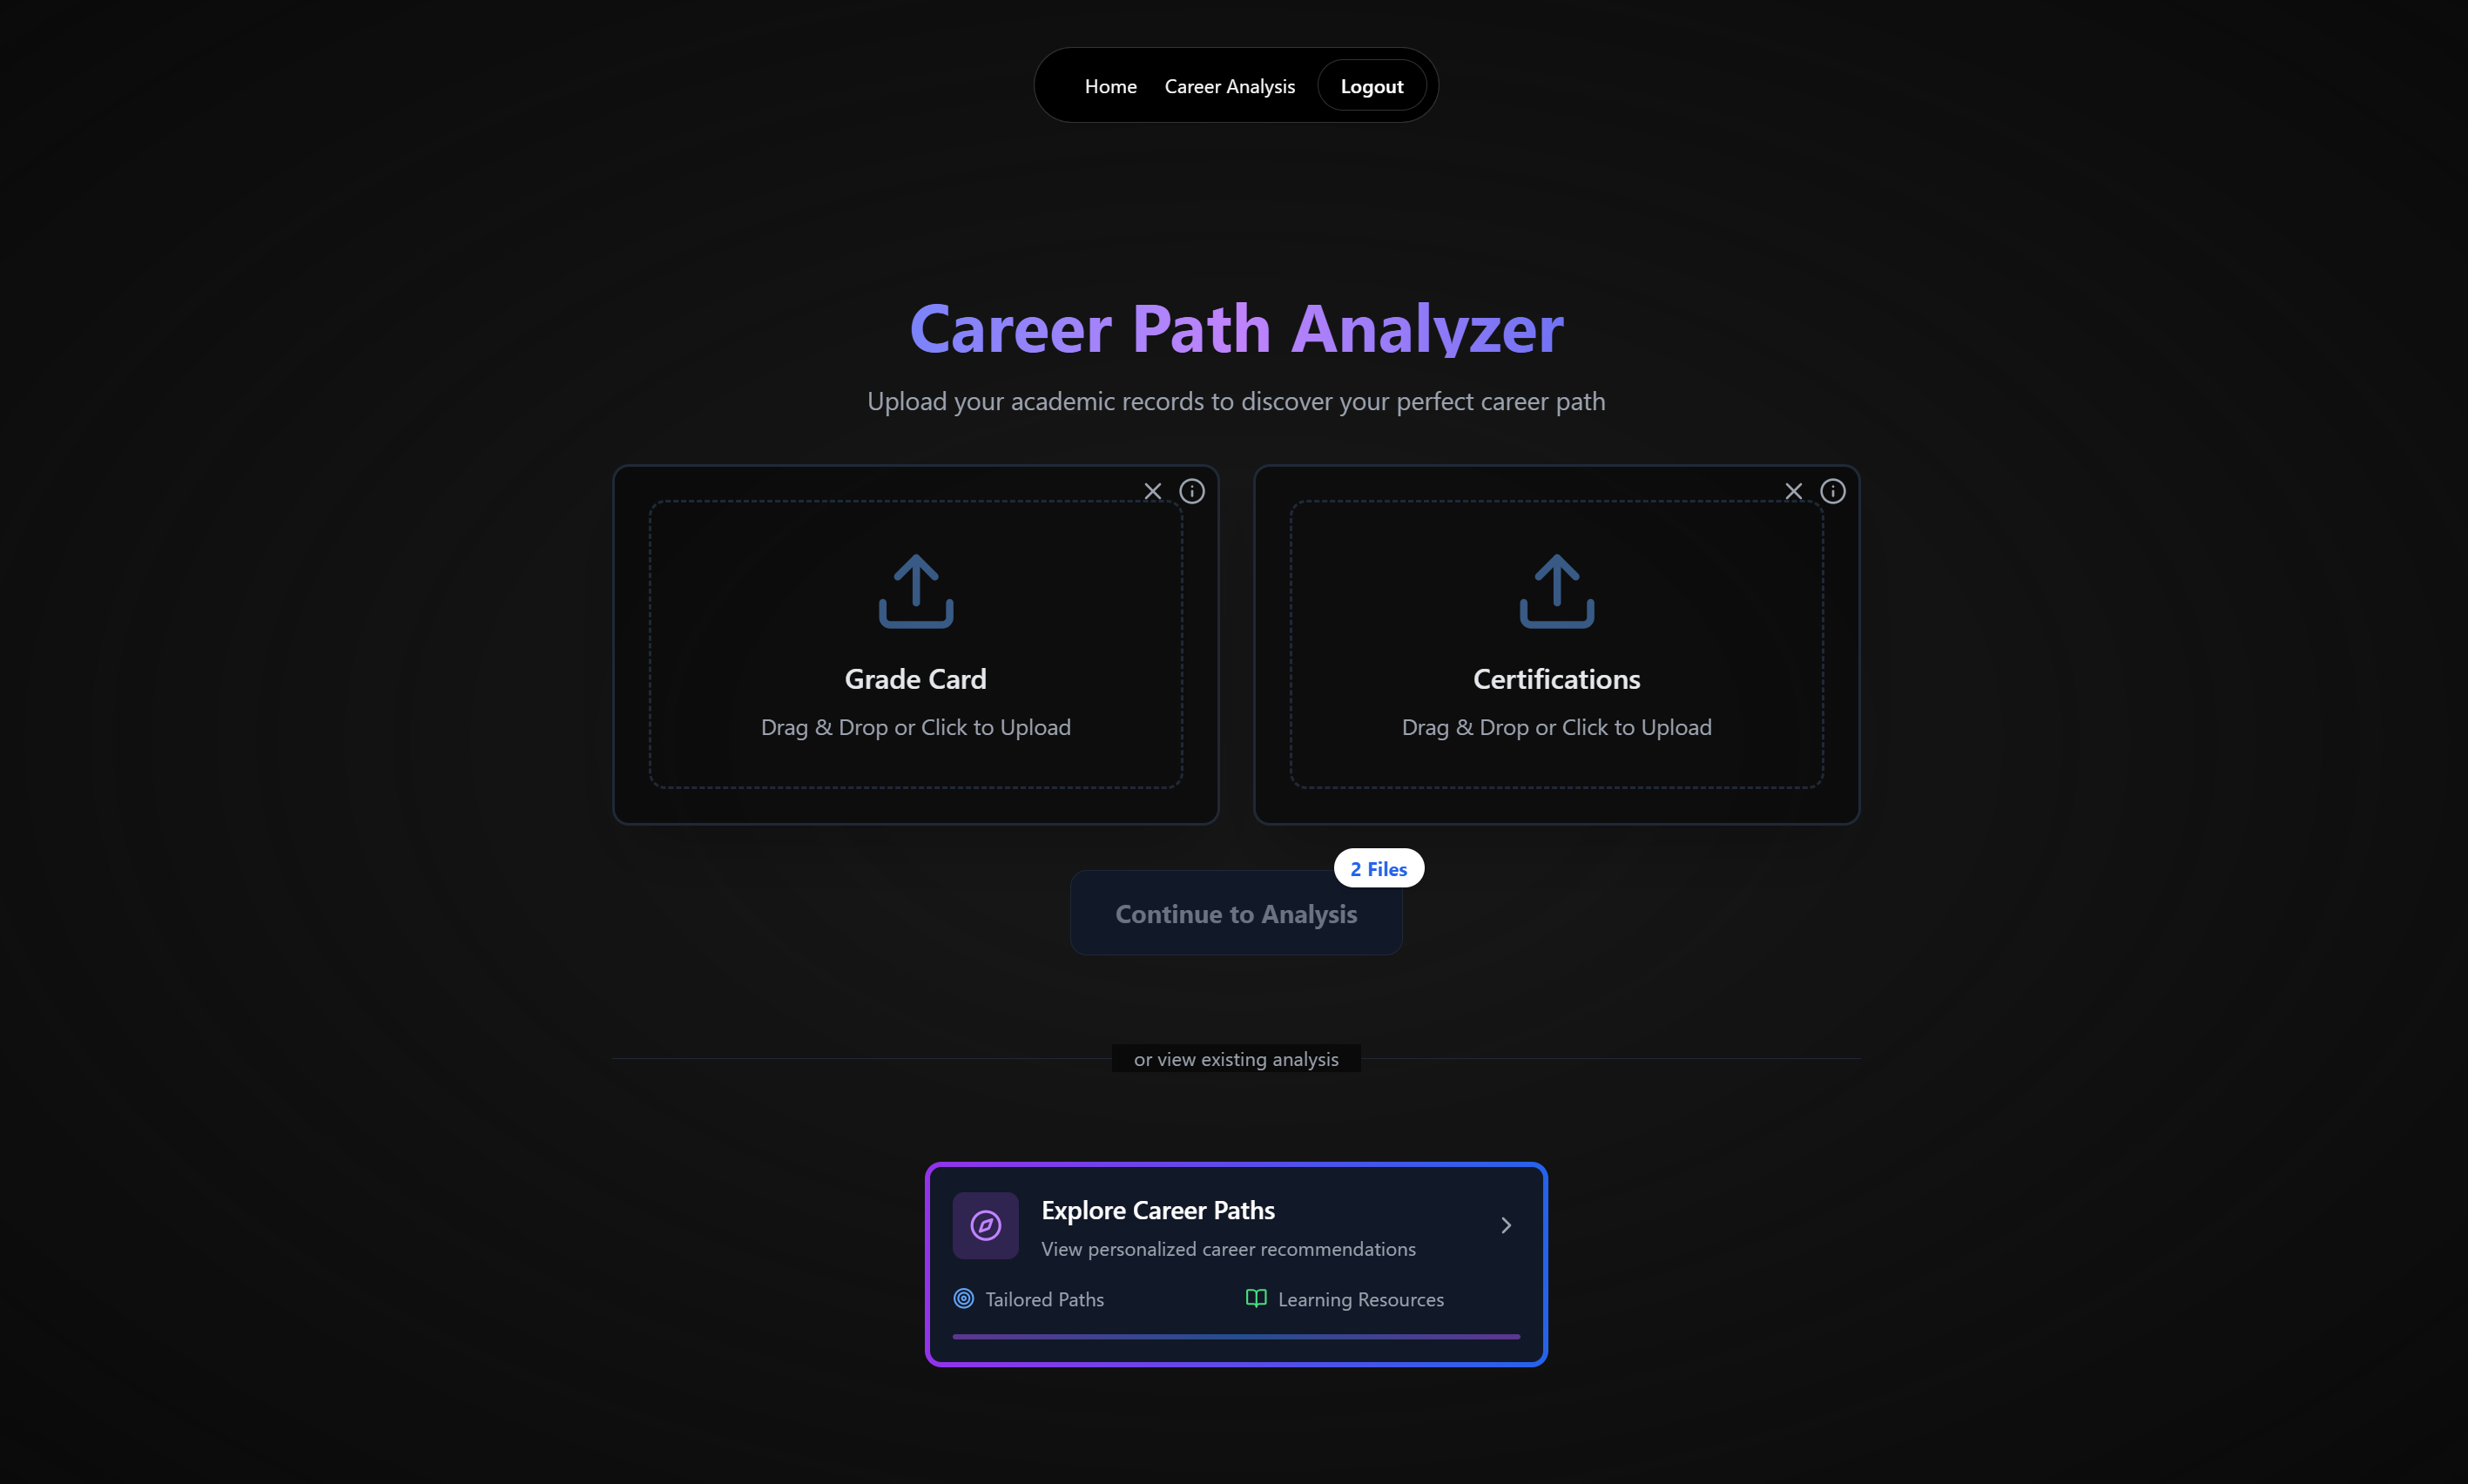 Home Career Analysis Logout
Career Path Analyzer
Upload your academic records to discover your perfect career path
Grade Card
Drag & Drop or Click to Upload
Certifications
Drag & Drop or Click to Upload
2 Files
Continue to Analysis
or view existing analysis
Explore Career Paths
View personalized career recommendations
Tailored Paths
Learning Resources